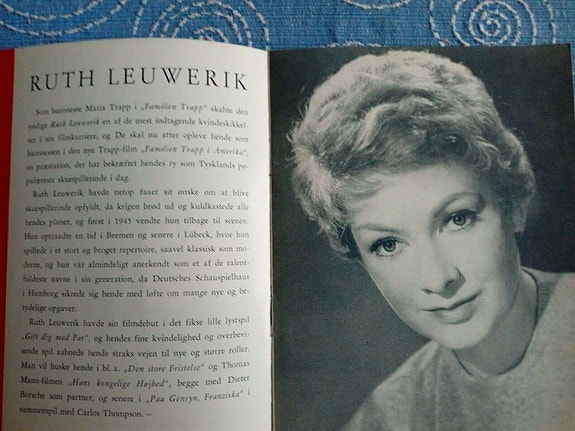 RUTH LEUWERIK
Som baronesse Maria Trapp i „Familien Trapp" skabte den
yndige Ruth Leuwerik en af de mest indtagende kvindeskikkel-
ser i sin filmkarriere, og De skal nu atter opleve hende som
baronessen i den nye Trapp-film „Familien Trapp i Amerika",
en præstation, der har bekræftet hendes ry som Tysklands po-
pulæreste skuespillerinde i dag.
Ruth Leuwerik havde netop faaet sit ønske om at blive
skuespillerinde opfyldt, da krigen brød ud og kuldkastede alle
hendes planer, og først i 1945 vendte hun tilbage til scenen.
Hun optraadte en tid i Bremen og senere i Lübeck, hvor hun
spillede i et stort og broget repertoire, saavel klassisk som mo-
derne, og hun var almindeligt anerkendt som et af de talent-
fuldeste navne i sin generation, da Deutsches Schauspielhaus
i Hamborg sikrede sig hende med løfte om mange nye og be-
tydelige opgaver.
Ruth Leuwerik havde sin filmdebut i det fikse lille lystspil
„Gift dig med Far", og hendes fine kvindelighed og overbevi-
sende spil aabnede hende straks vejen til nye og større roller.
Man vil huske hende i bl. a. „Den store Fristelse" og Thomas
Mann-filmen „Hans kongelige Højhed", begge med Dieter
Borsche som partner, og senere i „Paa Gensyn, Franziska" i
sammenspil med Carlos Thompson. –